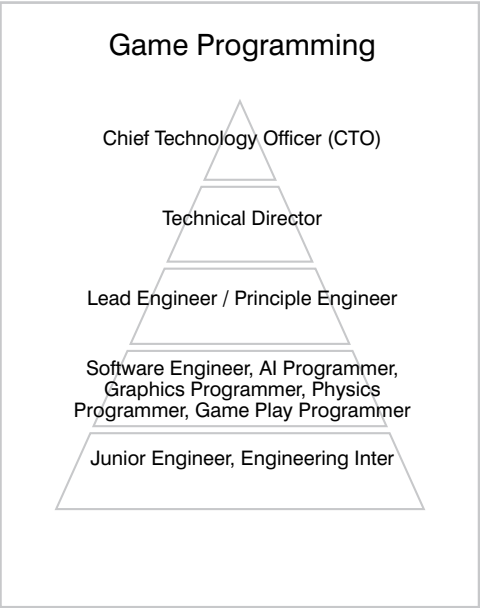 Game Programming
Chief Technology Officer (CTO)
Technical Director
Lead Engineer / Principle Engineer
Software Engineer, AI Programmer,
Graphics Programmer, Physics
Programmer, Game Play Programmer
Junior Engineer, Engineering Inter